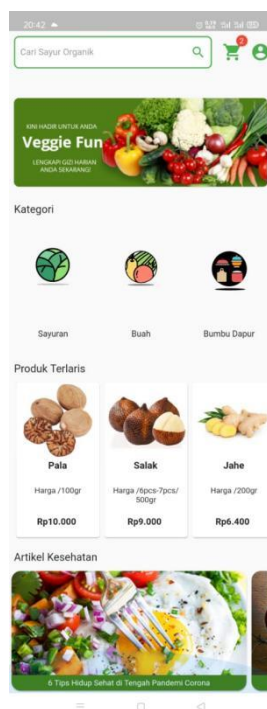 20:42
Cari Sayur Organik
2
KINI HADIR UNTUK ANDA
Veggie Fun
LENGKAPI GIZI HARIAN
ANDA SEKARANG!
Kategori
Sayuran
Buah
Bumbu Dapur
Produk Terlaris
Pala
Harga /100gr
Rp10.000
Salak
Harga /6pcs-7pcs/
500gr
Rp9.000
Jahe
Harga /200gr
Rp6.400
Artikel Kesehatan
6 Tips Hidup Sehat di Tengah Pandemi Corona